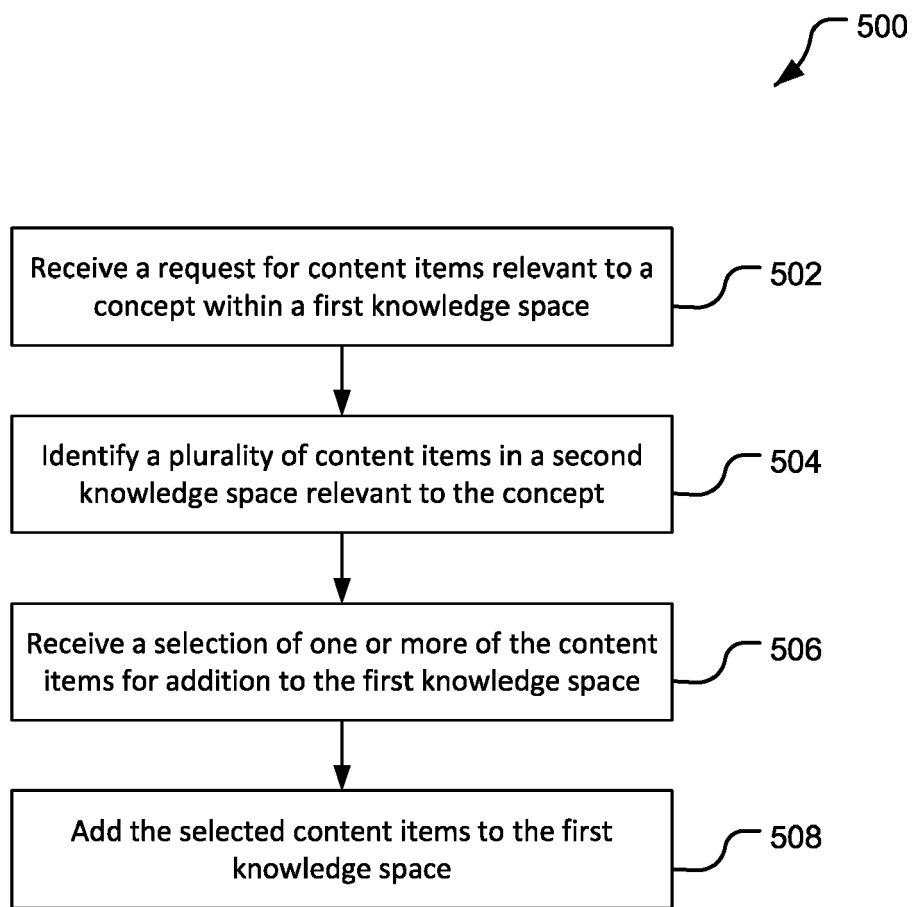 500
Receive a request for content items relevant to a
concept within a first knowledge space
502
Identify a plurality of content items in a second
knowledge space relevant to the concept
504
Receive a selection of one or more of the content
items for addition to the first knowledge space
506
Add the selected content items to the first
knowledge space
508